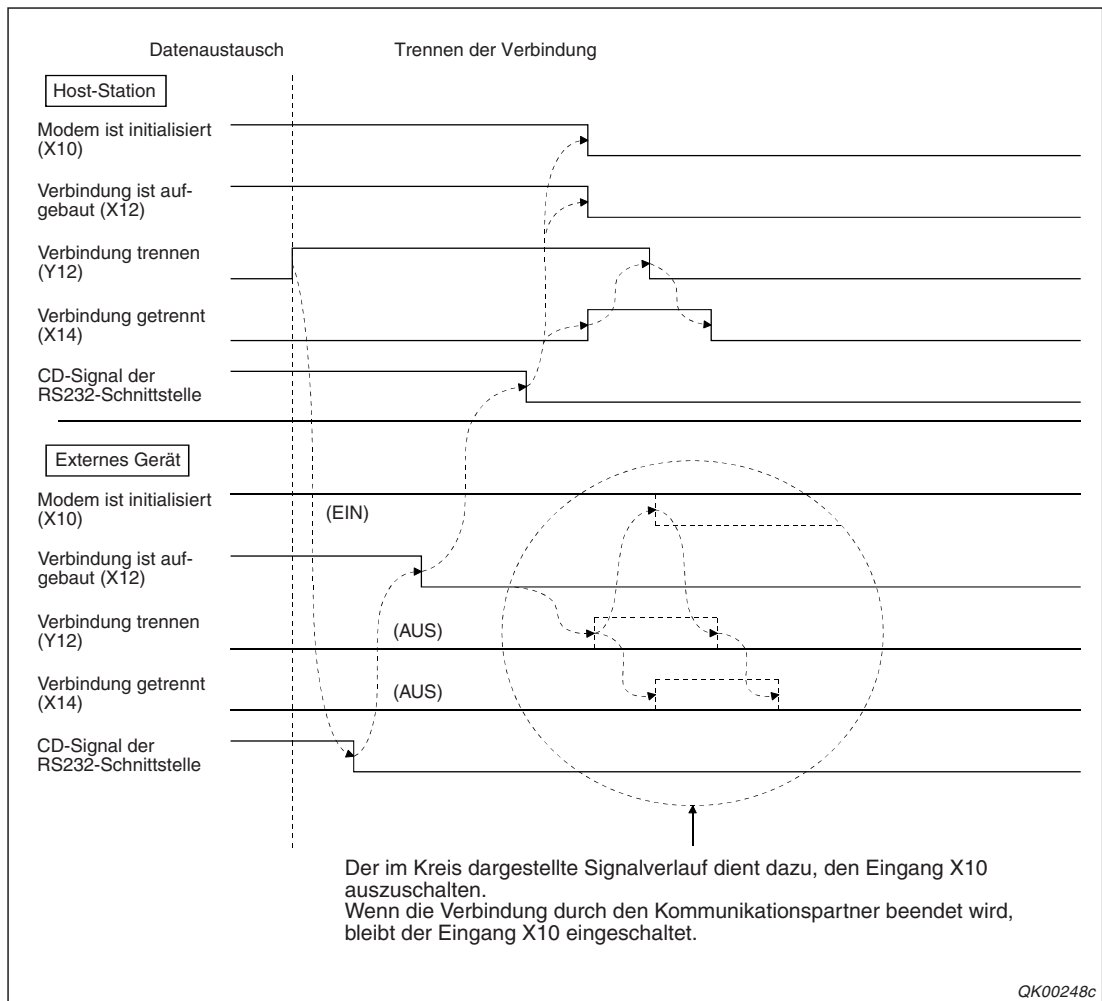 Datenaustausch Trennen der Verbindung
Host-Station
Modem ist initialisiert
(X10)
Verbindung ist auf-
gebaut (X12)
Verbindung trennen
(Y12)
Verbindung getrennt
(X14)
CD-Signal der
RS232-Schnittstelle
Externes Gerät
Modem ist initialisiert
(X10)
(EIN)
Verbindung ist auf-
gebaut (X12)
Verbindung trennen
(Y12)
(AUS)
Verbindung getrennt
(X14)
(AUS)
CD-Signal der
RS232-Schnittstelle
Der im Kreis dargestellte Signalverlauf dient dazu, den Eingang X10
auszuschalten.
Wenn die Verbindung durch den Kommunikationspartner beendet wird,
bleibt der Eingang X10 eingeschaltet.
QK00248c